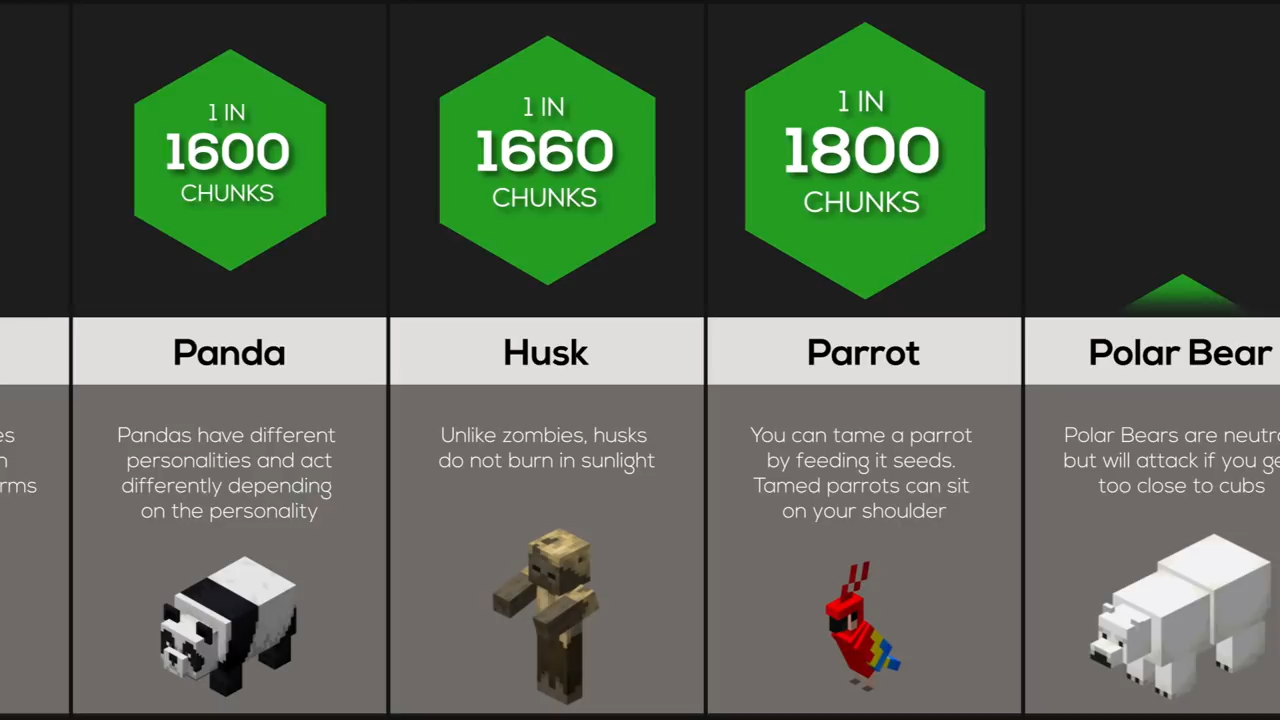 1 IN
1600
CHUNKS
1 IN
1660
CHUNKS
1 IN
1800
CHUNKS
Panda
Husk
Parrot
Polar Bear
Pandas have different
personalities and act
differently depending
on the personality
Unlike zombies, husks
do not burn in sunlight
You can tame a parrot
by feeding it seeds.
Tamed parrots can sit
on your shoulder
Polar Bears are
but will attack if you
too close to cubs